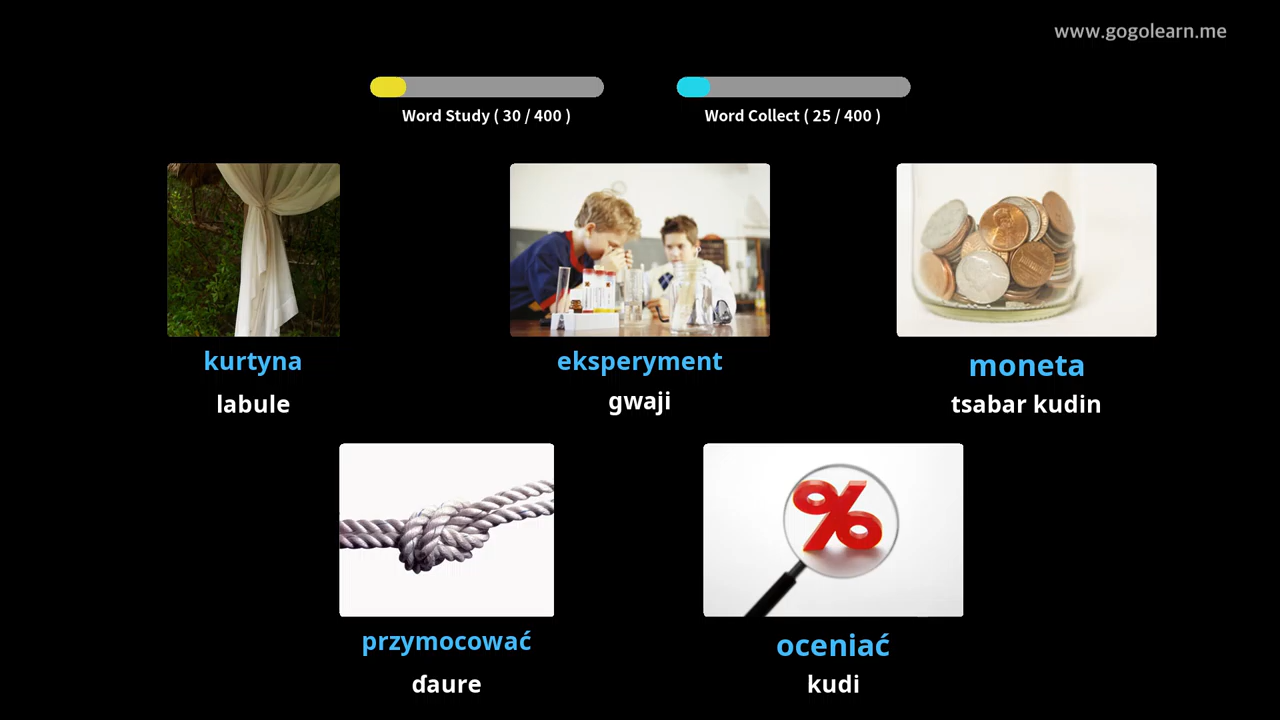 www.gogolearn.me
Word Study ( 30 / 400 )
Word Collect ( 25 / 400 )
kurtyna
labule
eksperyment
gwaji
moneta
tsabar kudin
przymocować
ɗaure
oceniać
kudi